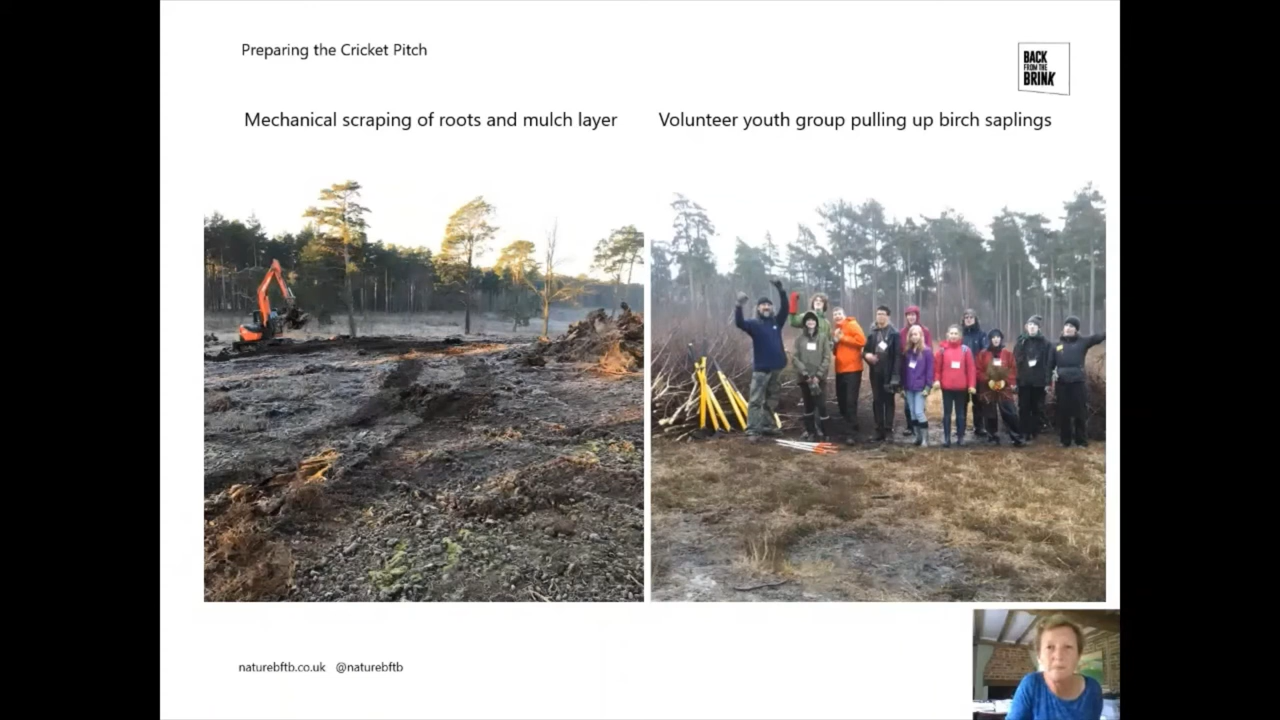 Preparing the Cricket Pitch
BACK
FROM THE
BRINK
Mechanical scraping of roots and mulch layer
Volunteer youth group pulling up birch saplings
naturebftb.co.uk @naturebftb